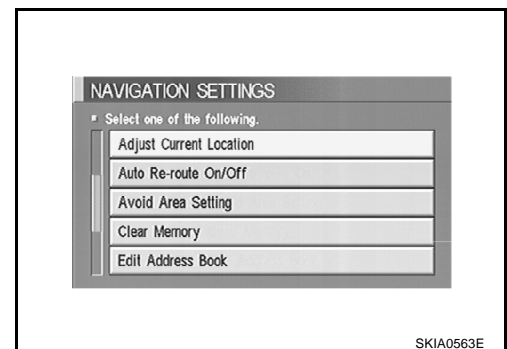 NAVIGATION SETTINGS
Select one of the following.
Adjust Current Location
Auto Re-route On/Off
Avoid Area Setting
Clear Memory
Edit Address Book
SKIA0563E